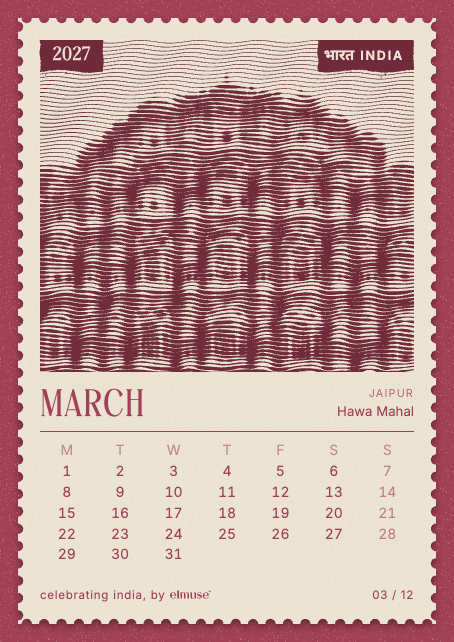 2027
भारत INDIA
MARCH
JAIPUR
Hawa Mahal
M T W T F S S
1 2 3 4 5 6 7
8 9 10 11 12 13 14
15 16 17 18 19 20 21
22 23 24 25 26 27 28
29 30 31
celebrating india, by elmuse
03 / 12